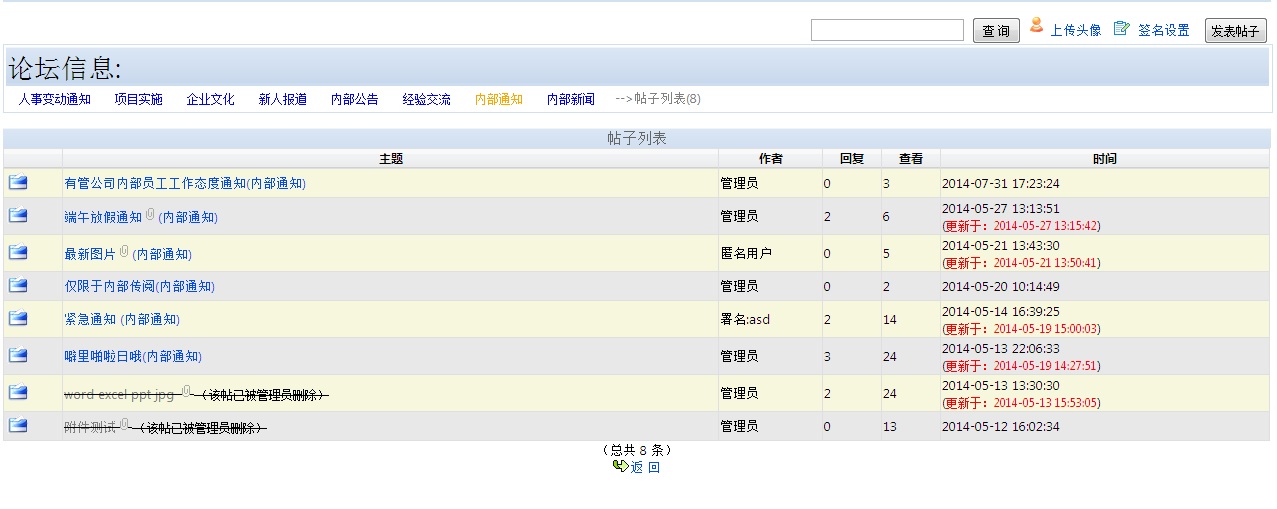 查 询 上传头像 签名设置 发表帖子
论坛信息:
人事变动通知 项目实施 企业文化 新人报道 内部公告 经验交流 内部通知 内部新闻 -->帖子列表(8)
帖子列表
主题 作者 回复 查看 时间
有管公司内部员工工作态度通知(内部通知) 管理员 0 3 2014-07-31 17:23:24
端午放假通知 (内部通知) 管理员 2 6 2014-05-27 13:13:51
(更新于：2014-05-27 13:15:42)
最新图片 (内部通知) 匿名用户 0 5 2014-05-21 13:43:30
(更新于：2014-05-21 13:50:41)
仅限于内部传阅(内部通知) 管理员 0 2 2014-05-20 10:14:49
紧急通知 (内部通知) 署名:asd 2 14 2014-05-14 16:39:25
(更新于：2014-05-19 15:00:03)
噼里啪啦日哦(内部通知) 管理员 3 24 2014-05-13 22:06:33
(更新于：2014-05-19 14:27:51)
word excel ppt jpg （该帖已被管理员删除） 管理员 2 24 2014-05-13 13:30:30
(更新于：2014-05-13 15:53:05)
附件测试 （该帖已被管理员删除） 管理员 0 13 2014-05-12 16:02:34
（总共 8 条）
返 回